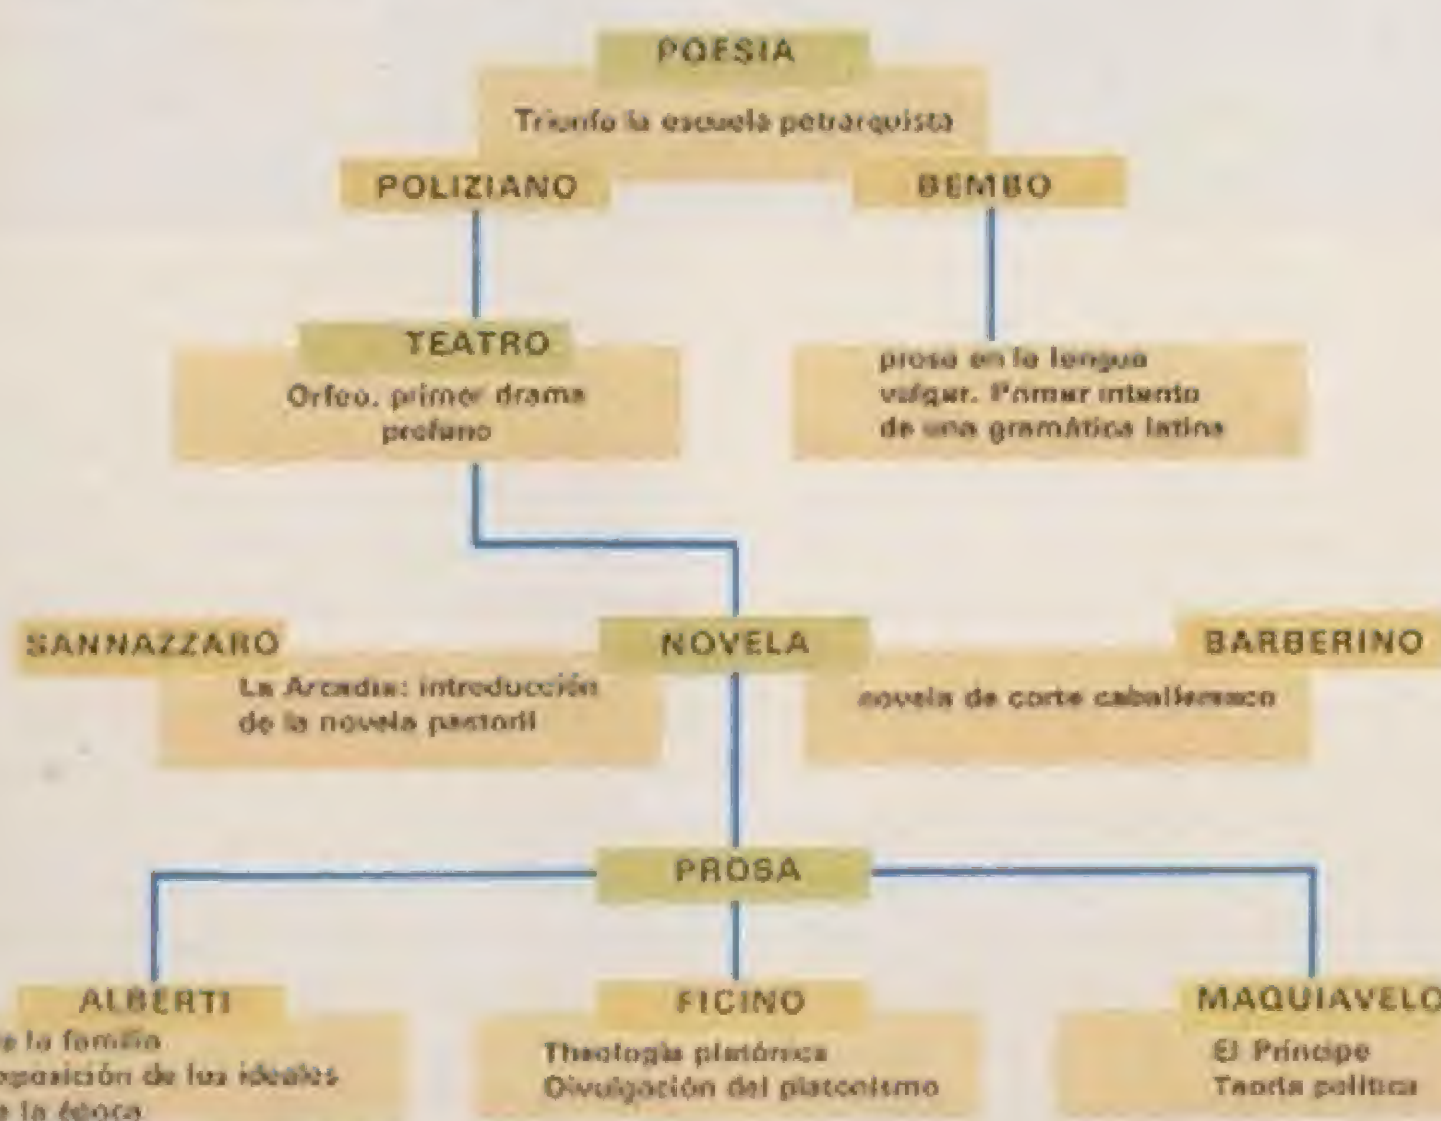 POESIA
Triunfo la escuela petrarquista
POLIZIANO
BEMBO
TEATRO
Orfeo, primer drama
profano
prosa en la lengua
vulgar. Primer intento
de una gramática latina
SANNAZZARO
NOVELA
BARBERINO
La Arcadia: introducción
de la novela pastoril
novela de corte caballeresco
PROSA
ALBERTI
la familia
de los ideales
la época
FICINO
Theologia platónica
Divulgación del platonismo
MAQUIAVELO
El Príncipe
Teoría política